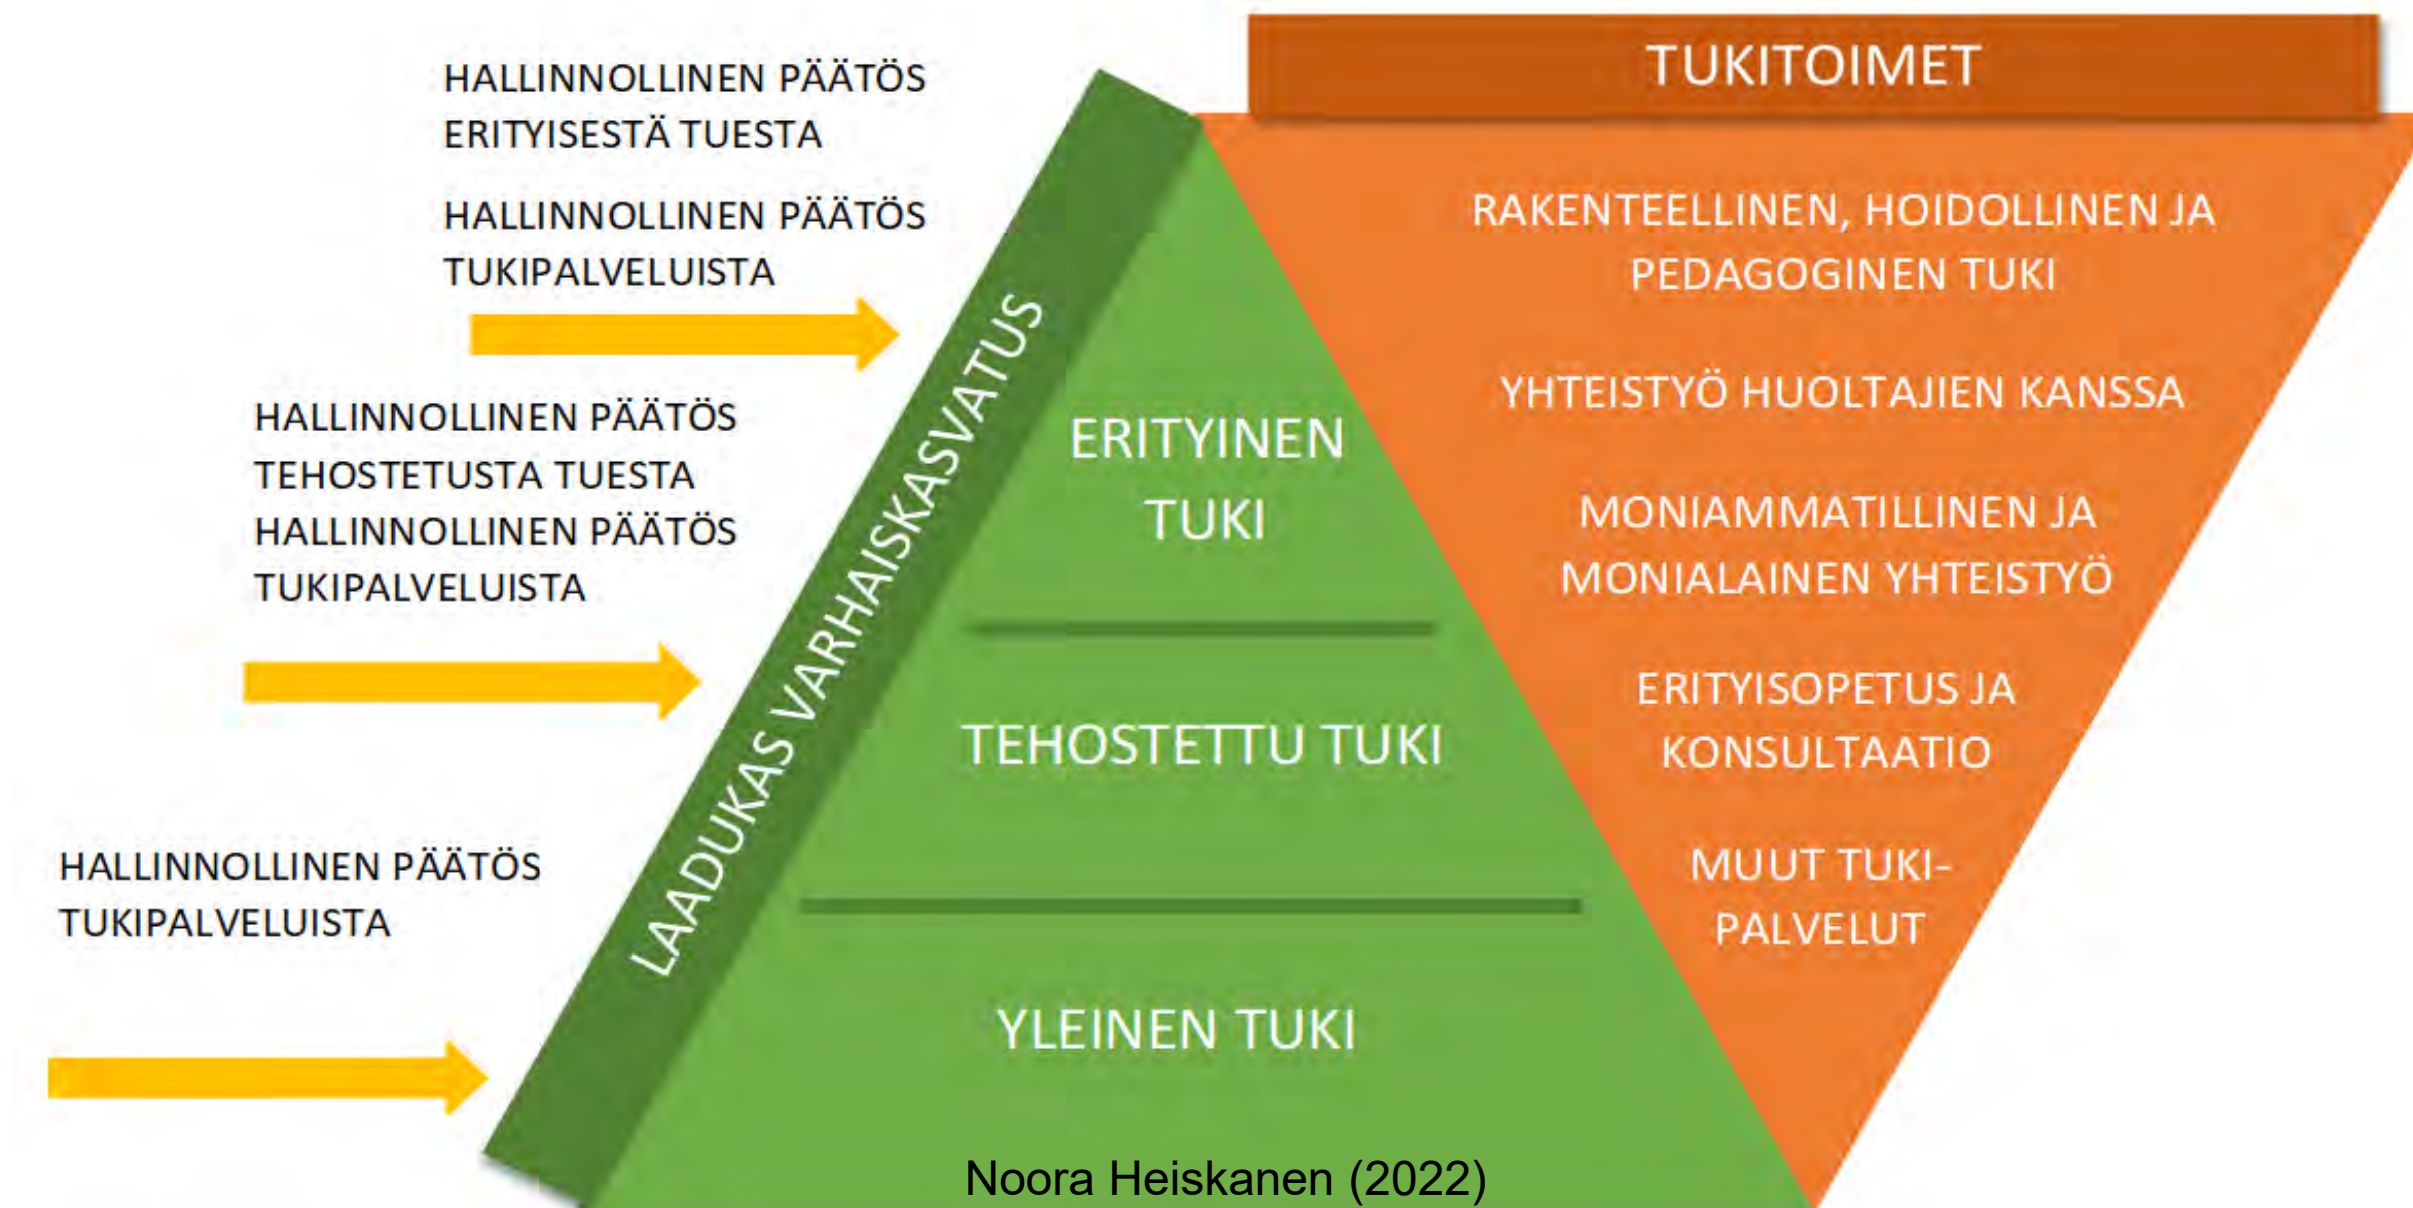 HALLINNOLLINEN PÄÄTÖS
ERITYISESTÄ TUESTA
HALLINNOLLINEN PÄÄTÖS
TUKIPALVELUISTA
HALLINNOLLINEN PÄÄTÖS
TEHOSTETUSTA TUESTA
HALLINNOLLINEN PÄÄTÖS
TUKIPALVELUISTA
HALLINNOLLINEN PÄÄTÖS
TUKIPALVELUISTA
LAADUKAS VARHAISKASVATUS
ERITYINEN
TUKI
TEHOSTETTU TUKI
YLEINEN TUKI
TUKITOIMET
RAKENTEELLINEN, HOIDOLLINEN JA
PEDAGOGINEN TUKI
YHTEISTYÖ HUOLTAJIEN KANSSA
MONIAMMATILLINEN JA
MONIALAINEN YHTEISTYÖ
ERITYISOPETUS JA
KONSULTAATIO
MUUT TUKI-
PALVELUT
Noora Heiskanen (2022)